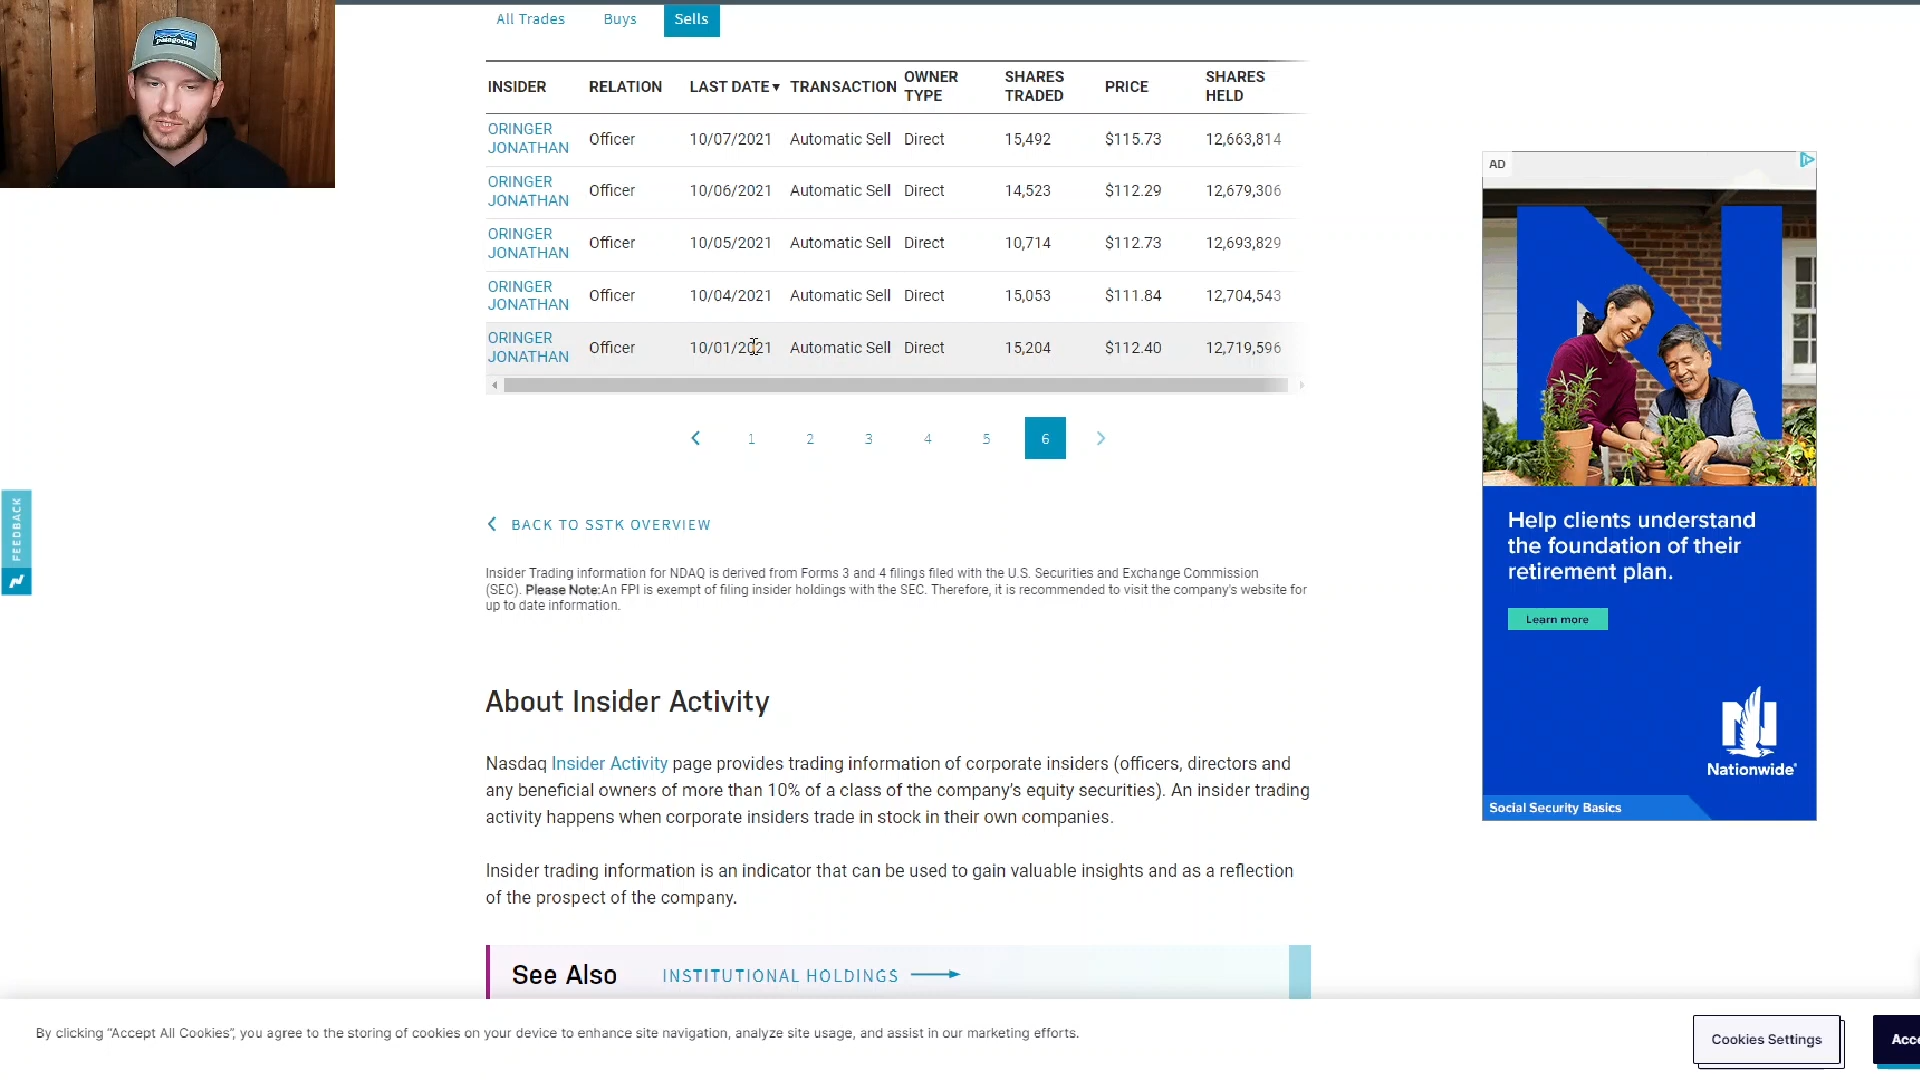 patagonia
All Trades Buys Sells
INSIDER RELATION LAST DATE▼ TRANSACTION OWNER TYPE SHARES TRADED PRICE SHARES HELD
ORINGER JONATHAN Officer 10/07/2021 Automatic Sell Direct 15,492 $115.73 12,663,814
ORINGER JONATHAN Officer 10/06/2021 Automatic Sell Direct 14,523 $112.29 12,679,306
ORINGER JONATHAN Officer 10/05/2021 Automatic Sell Direct 10,714 $112.73 12,693,829
ORINGER JONATHAN Officer 10/04/2021 Automatic Sell Direct 15,053 $111.84 12,704,543
ORINGER JONATHAN Officer 10/01/2021 Automatic Sell Direct 15,204 $112.40 12,719,596
1 2 3 4 5 6
FEEDBACK
BACK TO SSTK OVERVIEW
Insider Trading information for NDAQ is derived from Forms 3 and 4 filings filed with the U.S. Securities and Exchange Commission
(SEC). Please Note:An FPI is exempt of filing insider holdings with the SEC. Therefore, it is recommended to visit the company's website for
up to date information.
About Insider Activity
Nasdaq Insider Activity page provides trading information of corporate insiders (officers, directors and
any beneficial owners of more than 10% of a class of the company's equity securities). An insider trading
activity happens when corporate insiders trade in stock in their own companies.
Insider trading information is an indicator that can be used to gain valuable insights and as a reflection
of the prospect of the company.
See Also INSTITUTIONAL HOLDINGS
AD
Help clients understand
the foundation of their
retirement plan.
Learn more
Nationwide®
Social Security Basics
By clicking “Accept All Cookies”, you agree to the storing of cookies on your device to enhance site navigation, analyze site usage, and assist in our marketing efforts.
Cookies Settings
Acce